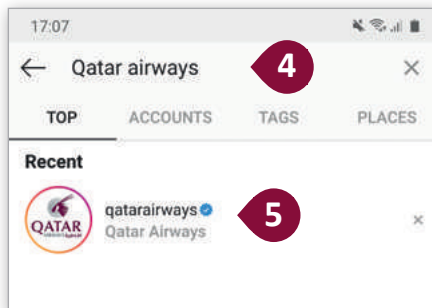 17:07
Qatar airways
4
TOP ACCOUNTS TAGS PLACES
Recent
QATAR
qatarairways
Qatar Airways
5